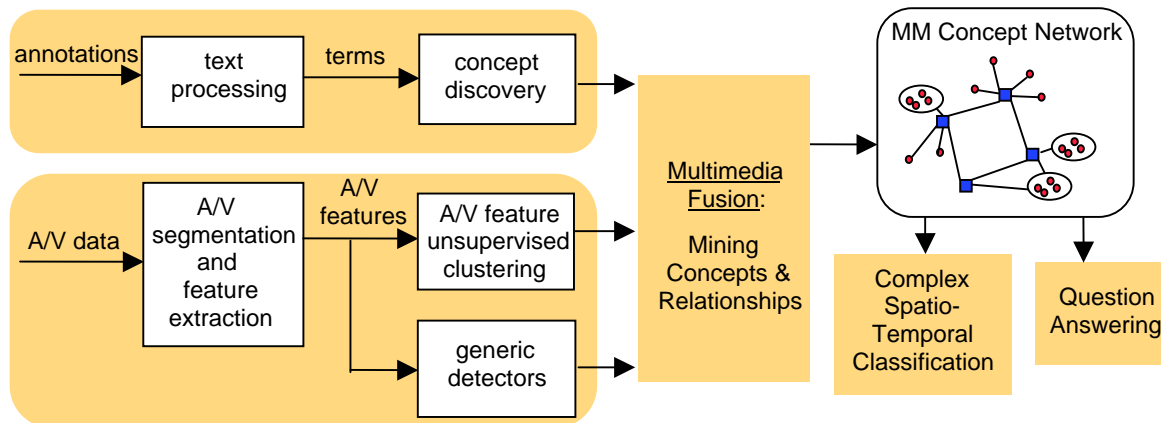 annotations
text
processing
terms
concept
discovery
A/V data
A/V
segmentation
and
feature
extraction
A/V
features
A/V feature
unsupervised
clustering
generic
detectors
Multimedia
Fusion:
Mining
Concepts &
Relationships
MM Concept Network
Complex
Spatio-
Temporal
Classification
Question
Answering